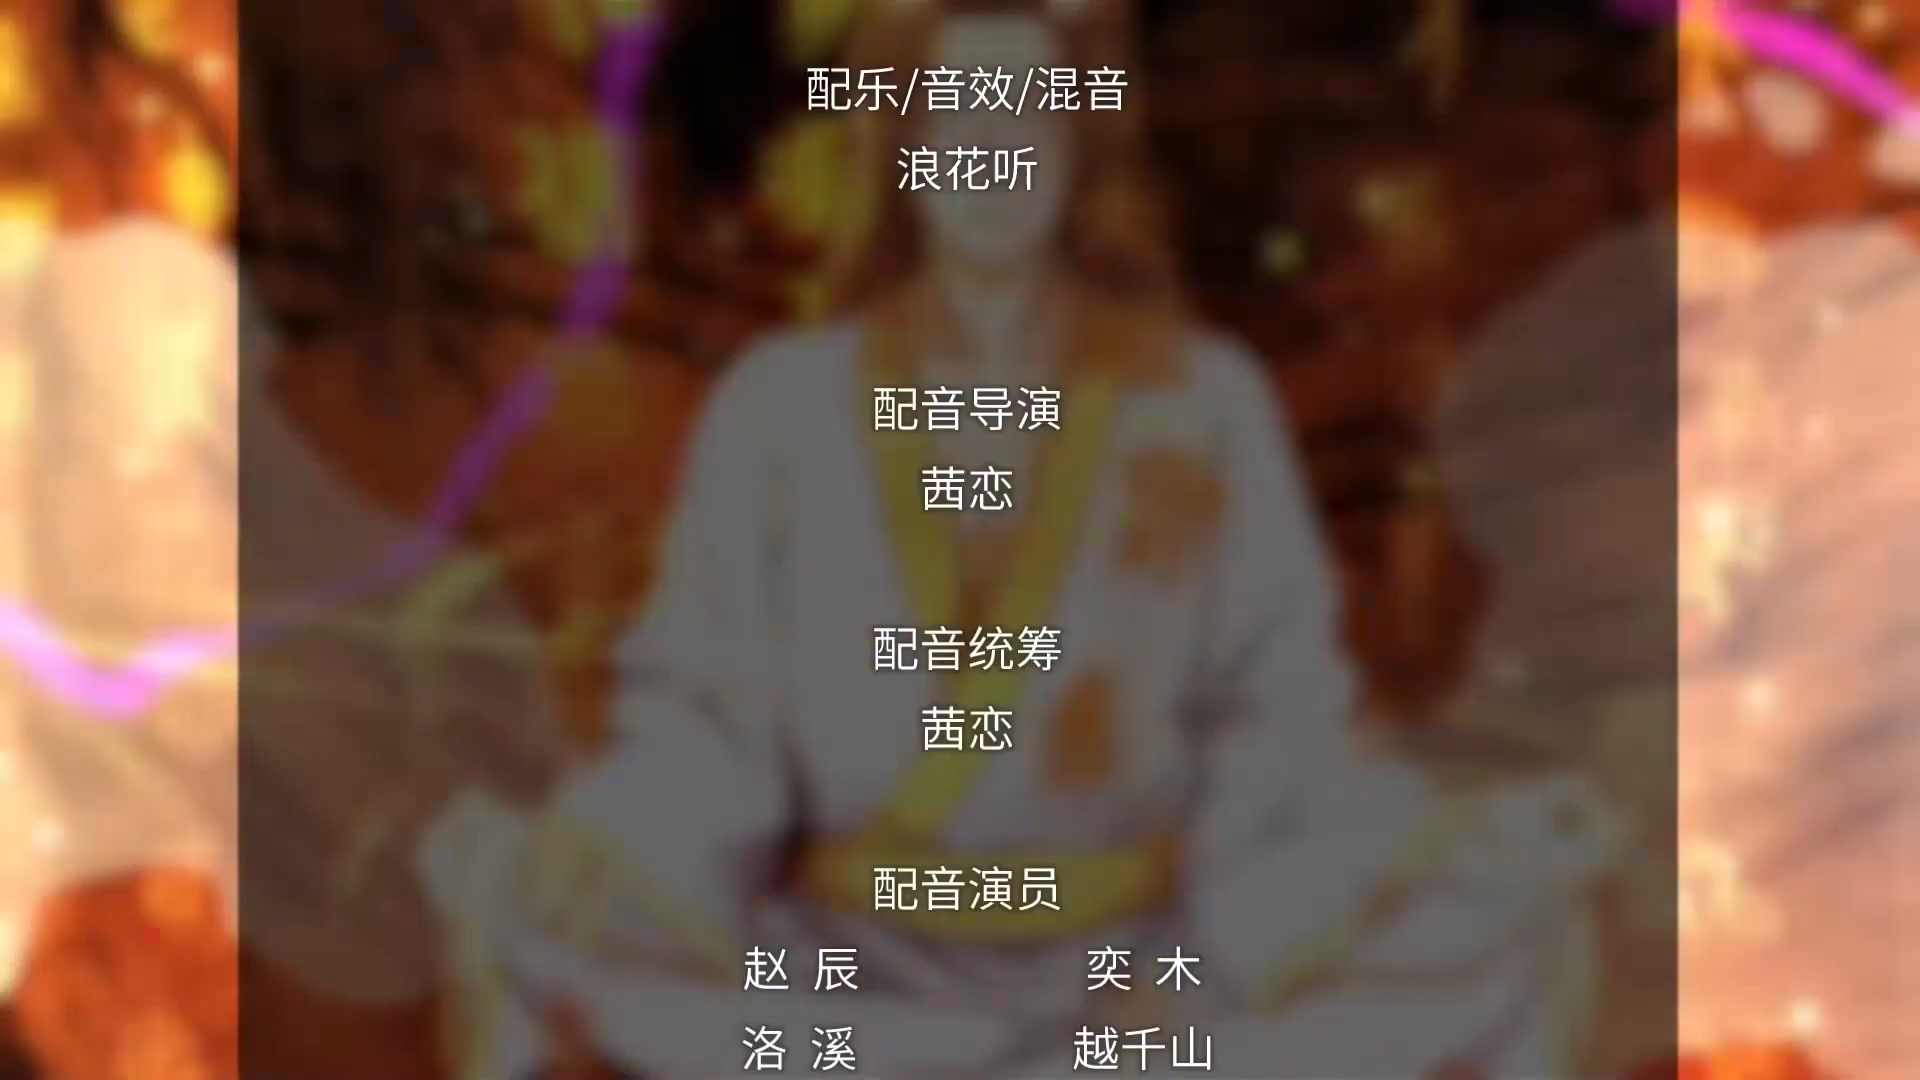 配乐/音效/混音
浪花听
配音导演
茜恋
配音统筹
茜恋
配音演员
赵 辰 奕 木
洛 溪 越千山